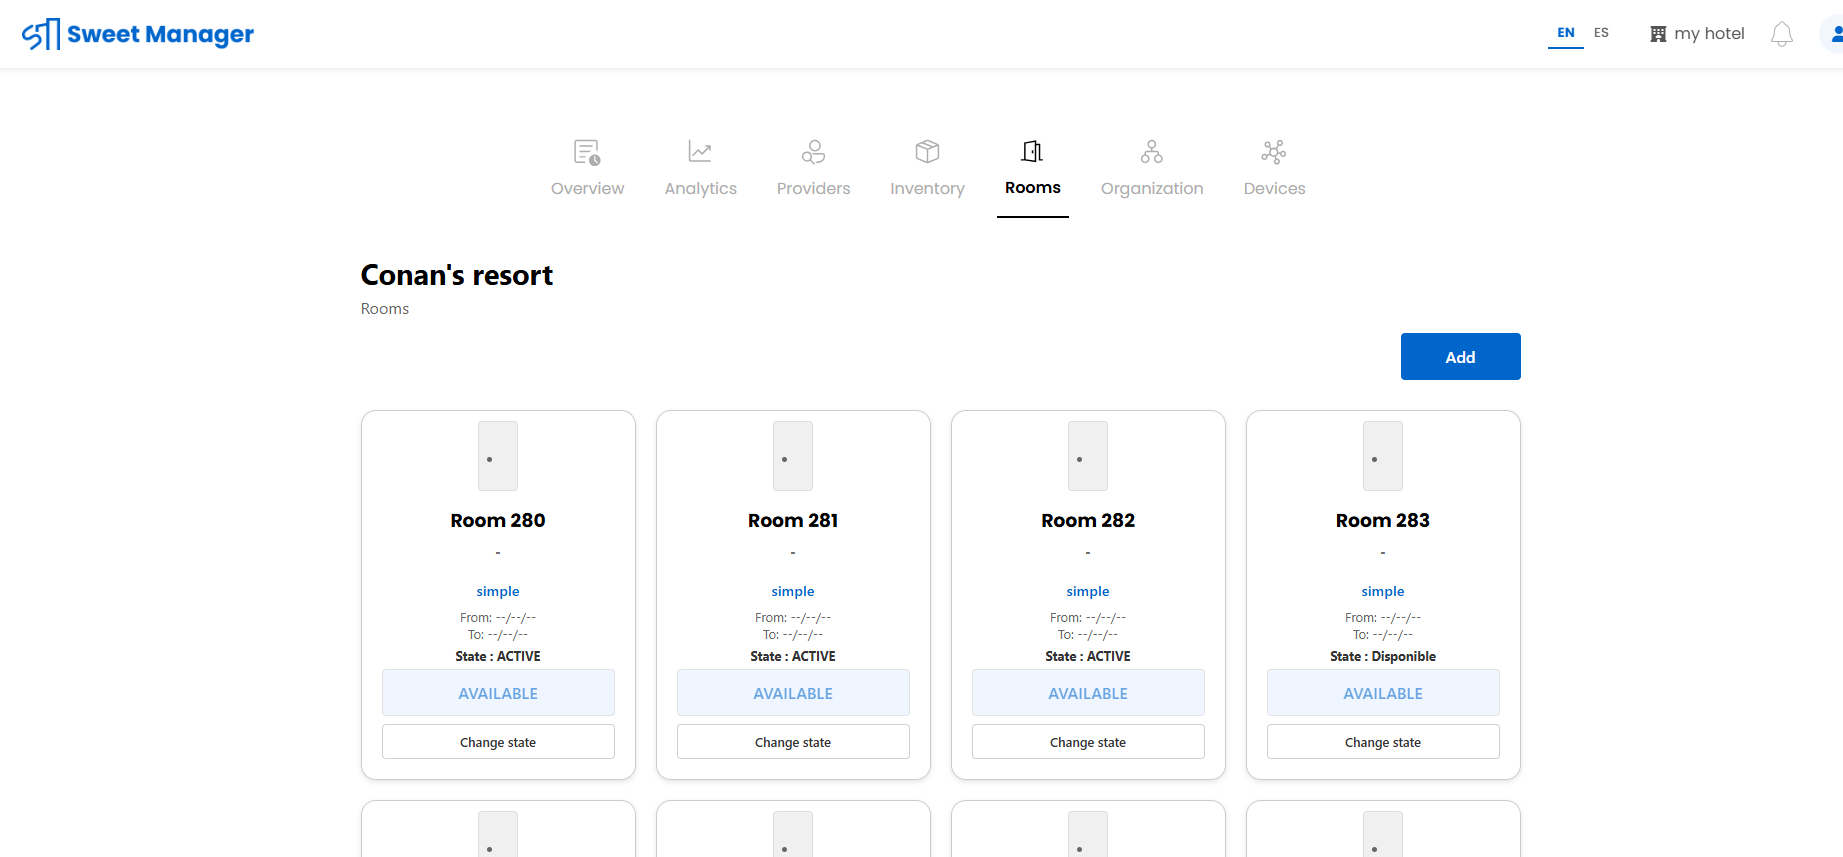 Sweet Manager
EN ES my hotel
Overview Analytics Providers Inventory Rooms Organization Devices
Conan's resort
Rooms
Add
Room 280 Room 281 Room 282 Room 283
- - - -
simple simple simple simple
From: --/--/-- From: --/--/-- From: --/--/-- From: --/--/--
To: --/--/-- To: --/--/-- To: --/--/-- To: --/--/--
State : ACTIVE State : ACTIVE State : ACTIVE State : Disponible
AVAILABLE AVAILABLE AVAILABLE AVAILABLE
Change state Change state Change state Change state